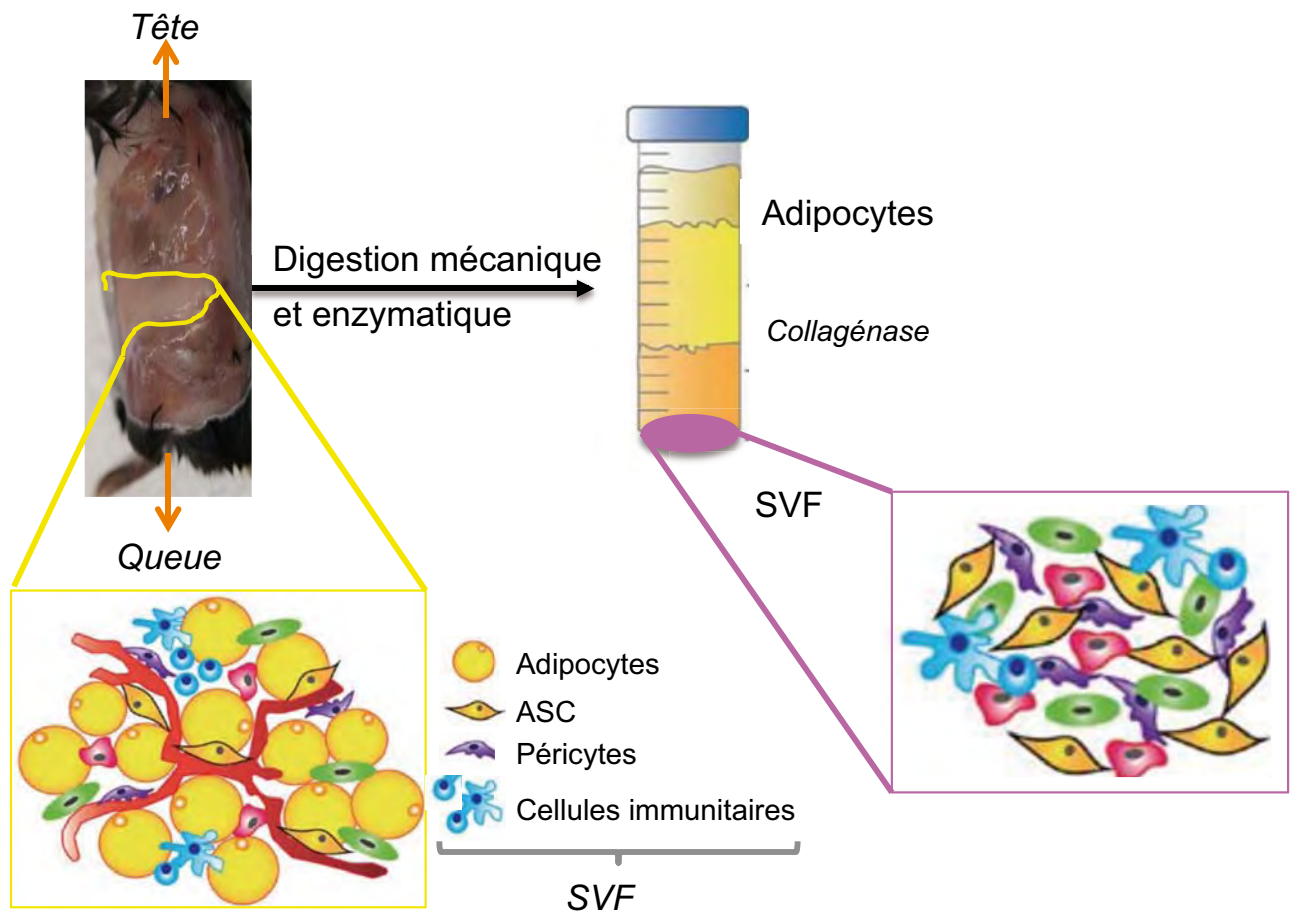 Tête
Adipocytes
Digestion mécanique
et enzymatique
Collagénase
SVF
Queue
Adipocytes
ASC
Péricytes
Cellules immunitaires
SVF